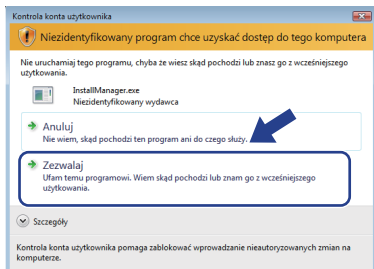 Kontrola konta użytkownika
Niezidentyfikowany program chce uzyskać dostęp do tego komputera
Nie uruchamiaj tego programu, chyba że wiesz skąd pochodzi lub znasz go z wcześniejszego
użytkowania.
InstallManager.exe
Niezidentyfikowany wydawca
Anuluj
Nie wiem, skąd pochodzi ten program ani do czego służy.
Zezwalaj
Ufam temu programowi. Wiem skąd pochodzi lub znam go z wcześniejszego
użytkowania.
Szczegóły
Kontrola konta użytkownika pomaga zablokować wprowadzanie nieautoryzowanych zmian na
komputerze.